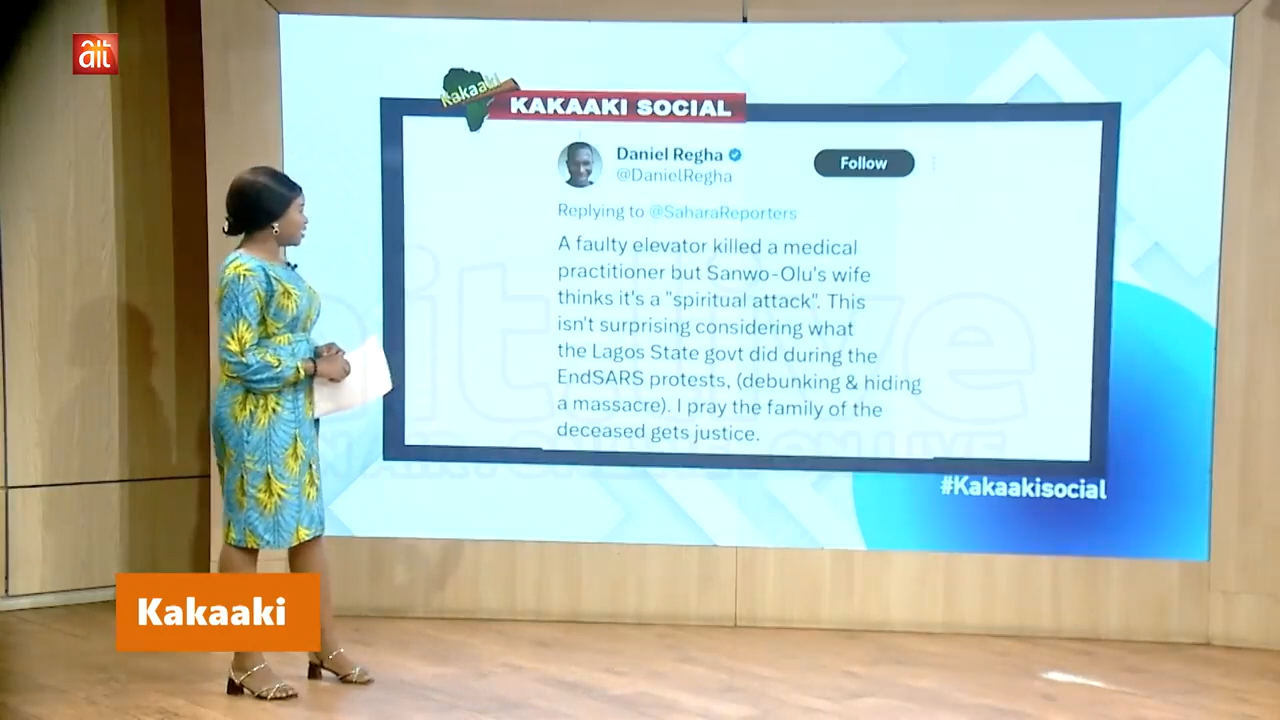 ait
Kakaaki
KAKAAKI SOCIAL
Daniel Regha
@DanielRegha
Follow
Replying to @SaharaReporters
A faulty elevator killed a medical
practitioner but Sanwo-Olu's wife
thinks it's a "spiritual attack". This
isn't surprising considering what
the Lagos State govt did during the
EndSARS protests, (debunking & hiding
a massacre). I pray the family of the
deceased gets justice.
ait live
#Kakaakisocial
Kakaaki